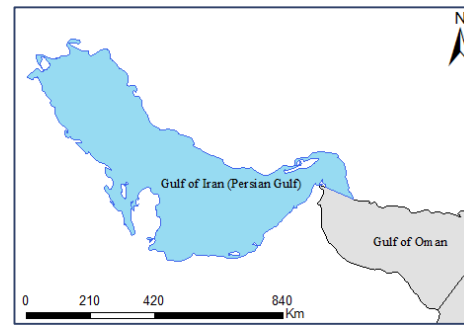 N
Gulf of Iran (Persian Gulf)
Gulf of Oman
0 210 420 840
Km